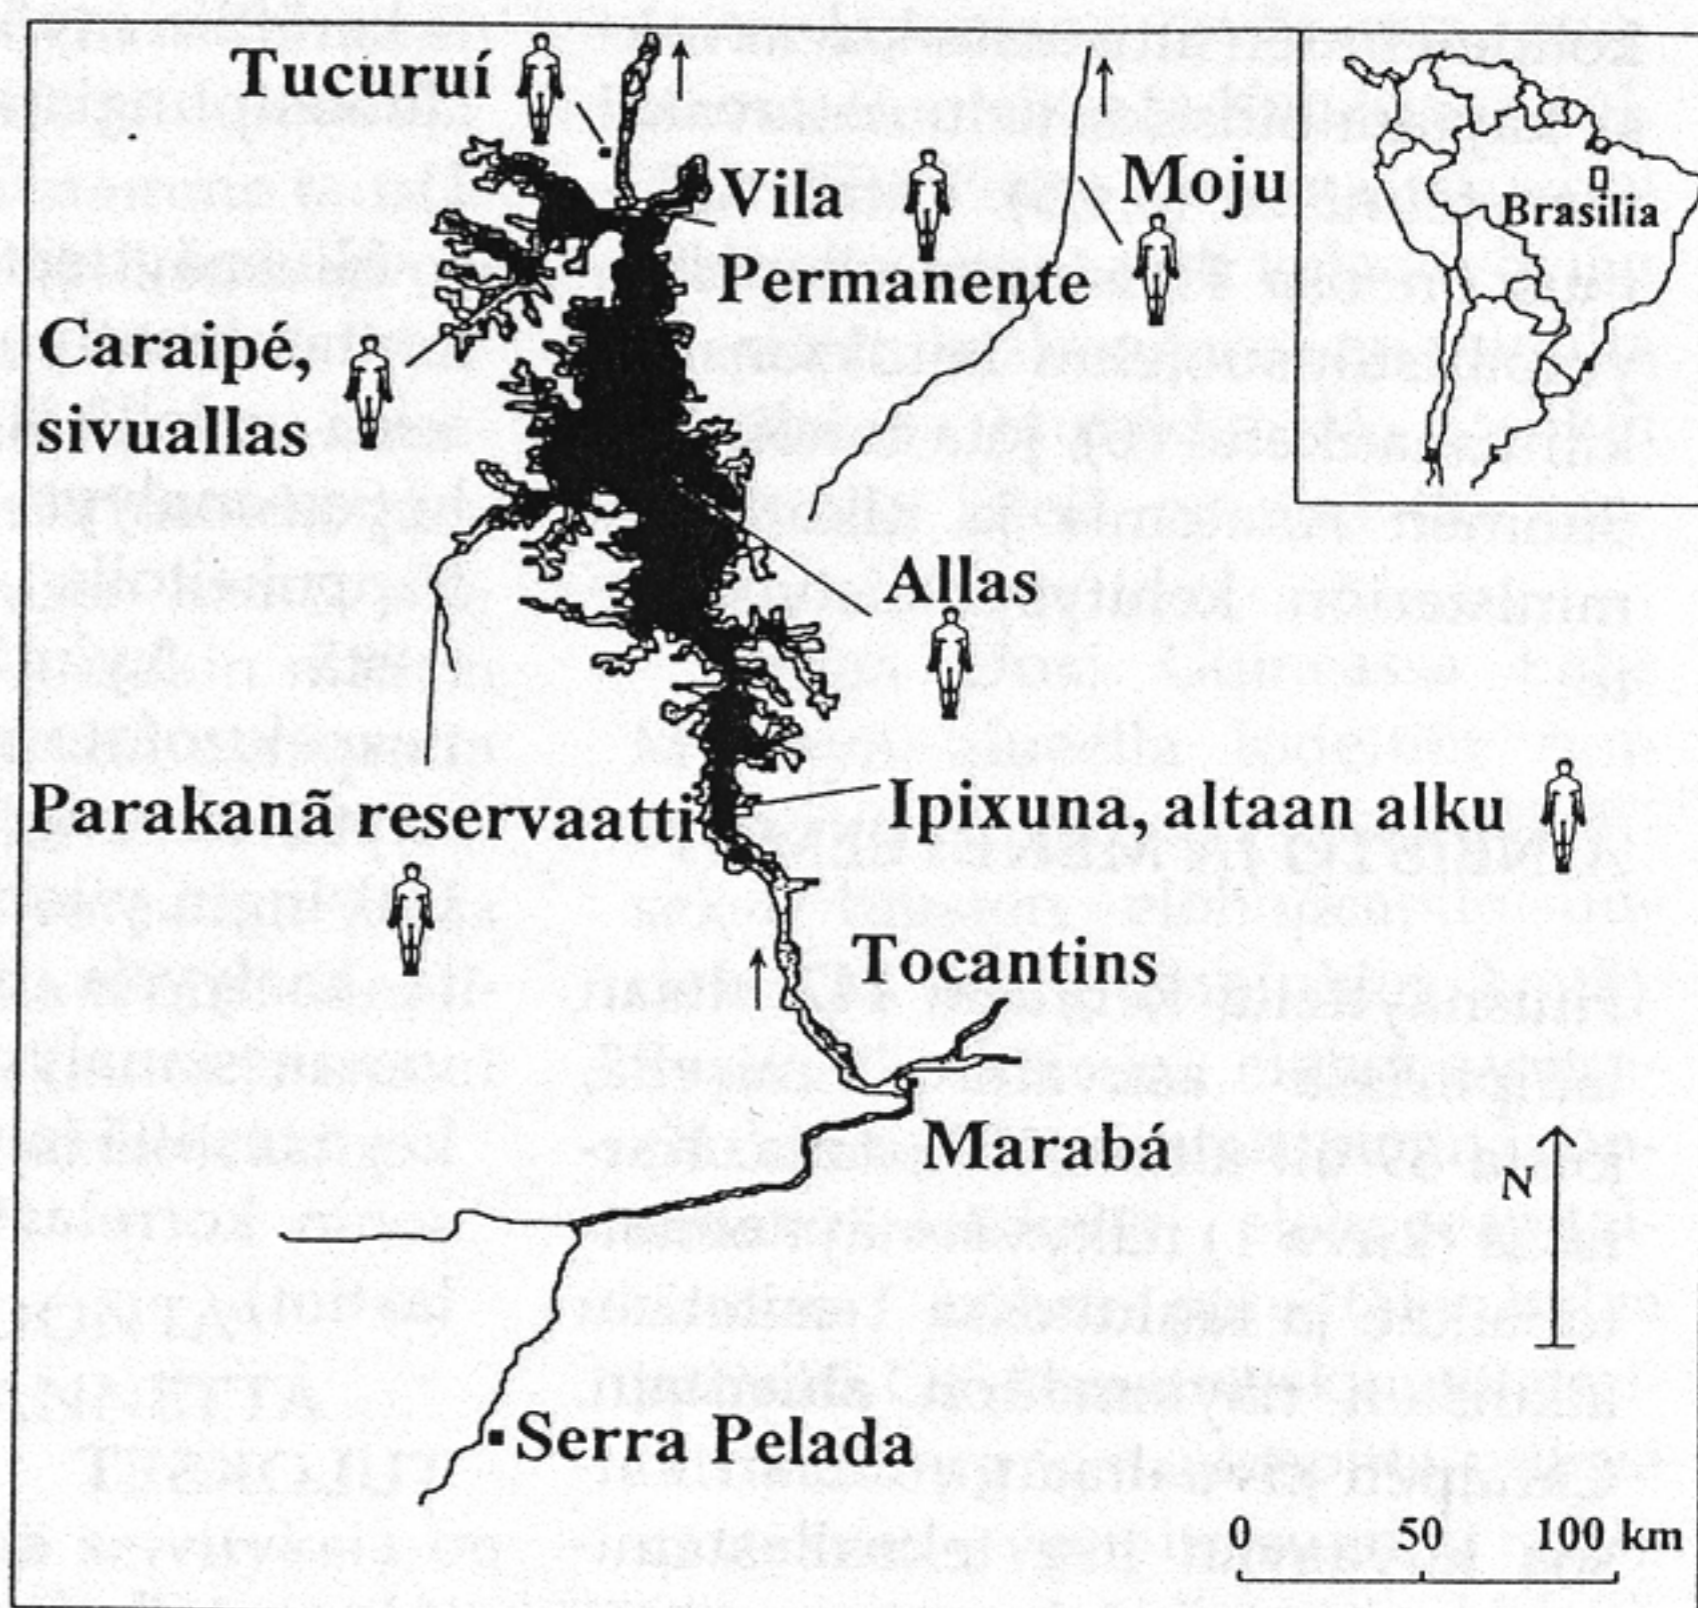 Tucuruí
Vila
Permanente
Moju
Brasilia
Caraipé,
sivuallas
Allas
Parakanã reservaatti
Ipixuna, altaan alku
Tocantins
Marabá
N
Serra Pelada
0 50 100 km